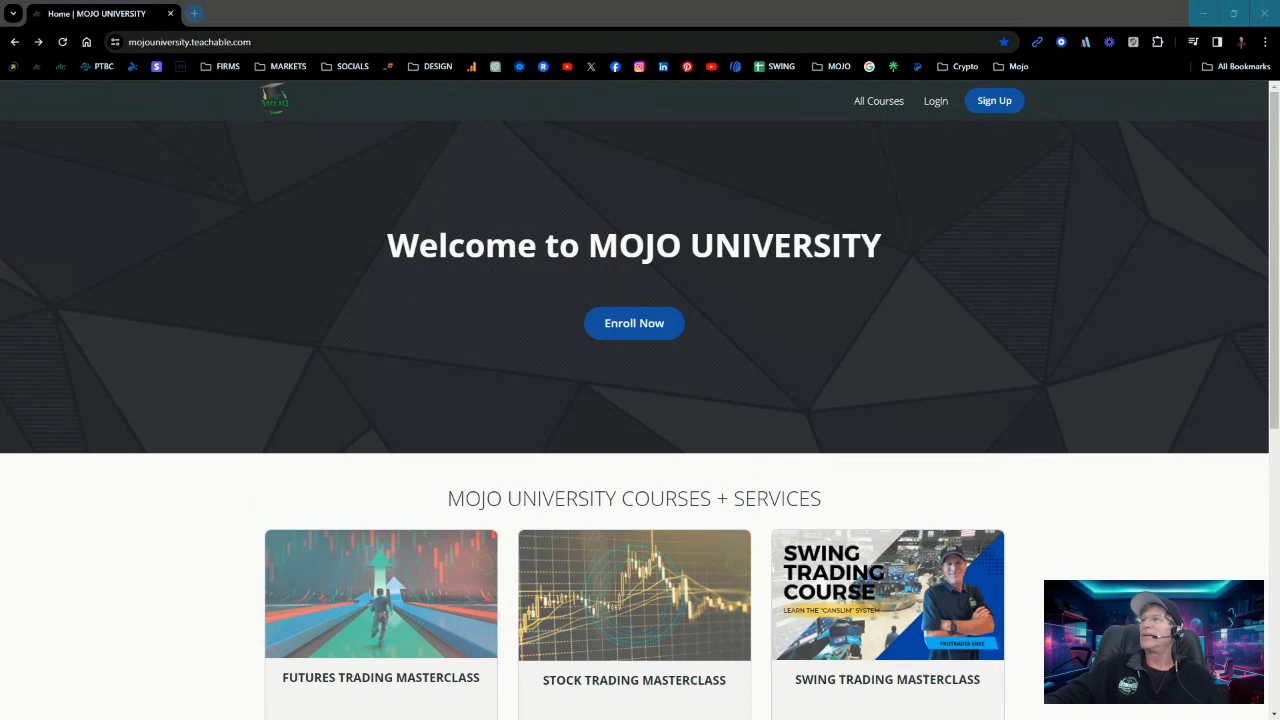 Home | MOJO UNIVERSITY
mojouniversity.teachable.com
PTBC
FIRMS
MARKETS
SOCIALS
DESIGN
SWING
MOJO
Crypto
Mojo
All Bookmarks
MOJO
All Courses
Login
Sign Up
Welcome to MOJO UNIVERSITY
Enroll Now
MOJO UNIVERSITY COURSES + SERVICES
SWING
TRADING
COURSE
LEARN THE "CANSLIM" SYSTEM
PROTRADER MIKE
FUTURES TRADING MASTERCLASS
STOCK TRADING MASTERCLASS
SWING TRADING MASTERCLASS